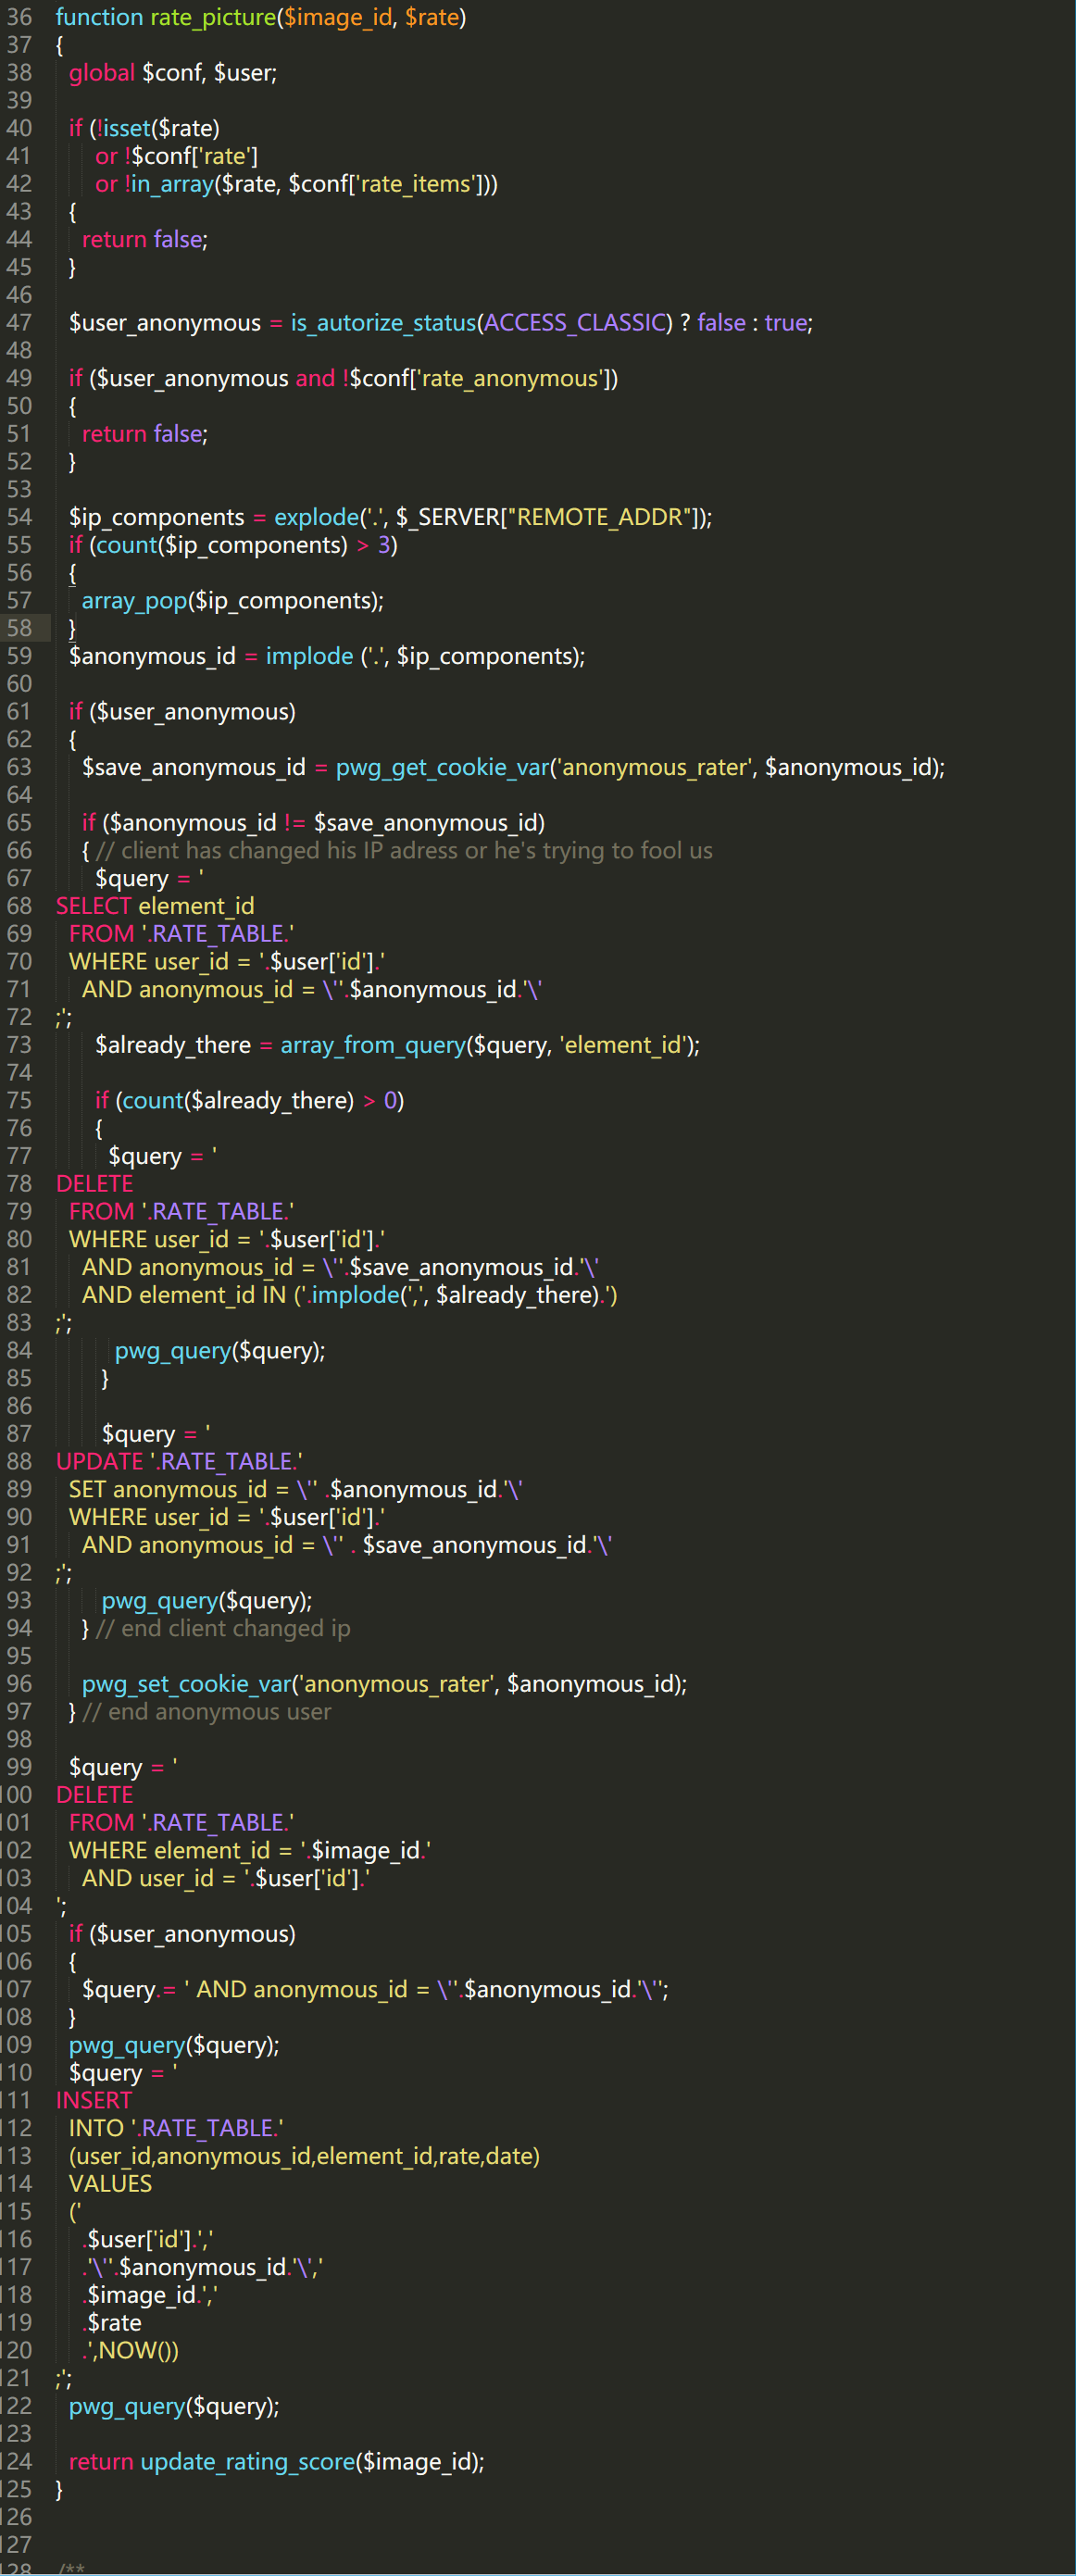 36 function rate_picture($image_id, $rate)
37 {
38 global $conf, $user;
39
40 if (!isset($rate)
41 or !$conf['rate']
42 or !in_array($rate, $conf['rate_items']))
43 {
44 return false;
45 }
46
47 $user_anonymous = is_autorize_status(ACCESS_CLASSIC) ? false : true;
48
49 if ($user_anonymous and !$conf['rate_anonymous'])
50 {
51 return false;
52 }
53
54 $ip_components = explode('.', $_SERVER["REMOTE_ADDR"]);
55 if (count($ip_components) > 3)
56 {
57 array_pop($ip_components);
58 }
59 $anonymous_id = implode ('.', $ip_components);
60
61 if ($user_anonymous)
62 {
63 $save_anonymous_id = pwg_get_cookie_var('anonymous_rater', $anonymous_id);
64
65 if ($anonymous_id != $save_anonymous_id)
66 { // client has changed his IP adress or he's trying to fool us
67 $query = '
68 SELECT element_id
69 FROM '.RATE_TABLE.'
70 WHERE user_id = '.$user['id'].'
71 AND anonymous_id = \''.$anonymous_id.'\'
72 ;';
73 $already_there = array_from_query($query, 'element_id');
74
75 if (count($already_there) > 0)
76 {
77 $query = '
78 DELETE
79 FROM '.RATE_TABLE.'
80 WHERE user_id = '.$user['id'].'
81 AND anonymous_id = \''.$save_anonymous_id.'\'
82 AND element_id IN ('.implode(',', $already_there).')
83 ;';
84 pwg_query($query);
85 }
86
87 $query = '
88 UPDATE '.RATE_TABLE.'
89 SET anonymous_id = \'' .$anonymous_id.'\'
90 WHERE user_id = '.$user['id'].'
91 AND anonymous_id = \'' . $save_anonymous_id.'\'
92 ;';
93 pwg_query($query);
94 } // end client changed ip
95
96 pwg_set_cookie_var('anonymous_rater', $anonymous_id);
97 } // end anonymous user
98
99 $query = '
100 DELETE
101 FROM '.RATE_TABLE.'
102 WHERE element_id = '.$image_id.'
103 AND user_id = '.$user['id'].'
104 ';
105 if ($user_anonymous)
106 {
107 $query.= ' AND anonymous_id = \''.$anonymous_id.'\'';
108 }
109 pwg_query($query);
110 $query = '
111 INSERT
112 INTO '.RATE_TABLE.'
113 (user_id,anonymous_id,element_id,rate,date)
114 VALUES
115 ('
116 .$user['id'].','
117 .'\''.$anonymous_id.'\','
118 .$image_id.','
119 .$rate
120 .',NOW())
121 ;';
122 pwg_query($query);
123
124 return update_rating_score($image_id);
125 }
126
127
128 /**